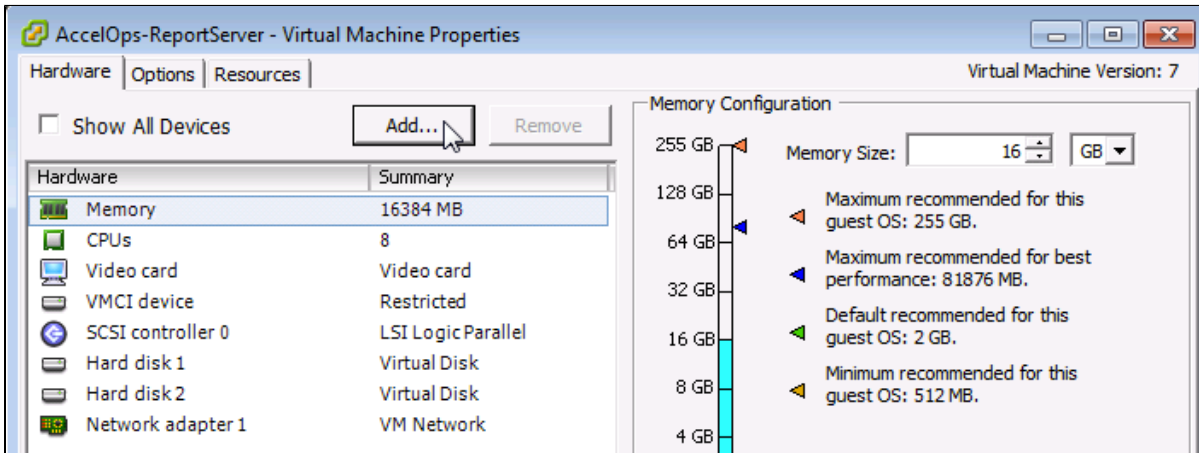 AccelOps-ReportServer - Virtual Machine Properties
Hardware Options Resources
Virtual Machine Version: 7
Show All Devices
Add...
Remove
Hardware Summary
Memory 16384 MB
CPUs 8
Video card Video card
VMCI device Restricted
SCSI controller 0 LSI Logic Parallel
Hard disk 1 Virtual Disk
Hard disk 2 Virtual Disk
Network adapter 1 VM Network
Memory Configuration
255 GB
128 GB
64 GB
32 GB
16 GB
8 GB
4 GB
Memory Size: 16 GB
Maximum recommended for this
guest OS: 255 GB.
Maximum recommended for best
performance: 81876 MB.
Default recommended for this
guest OS: 2 GB.
Minimum recommended for this
guest OS: 512 MB.